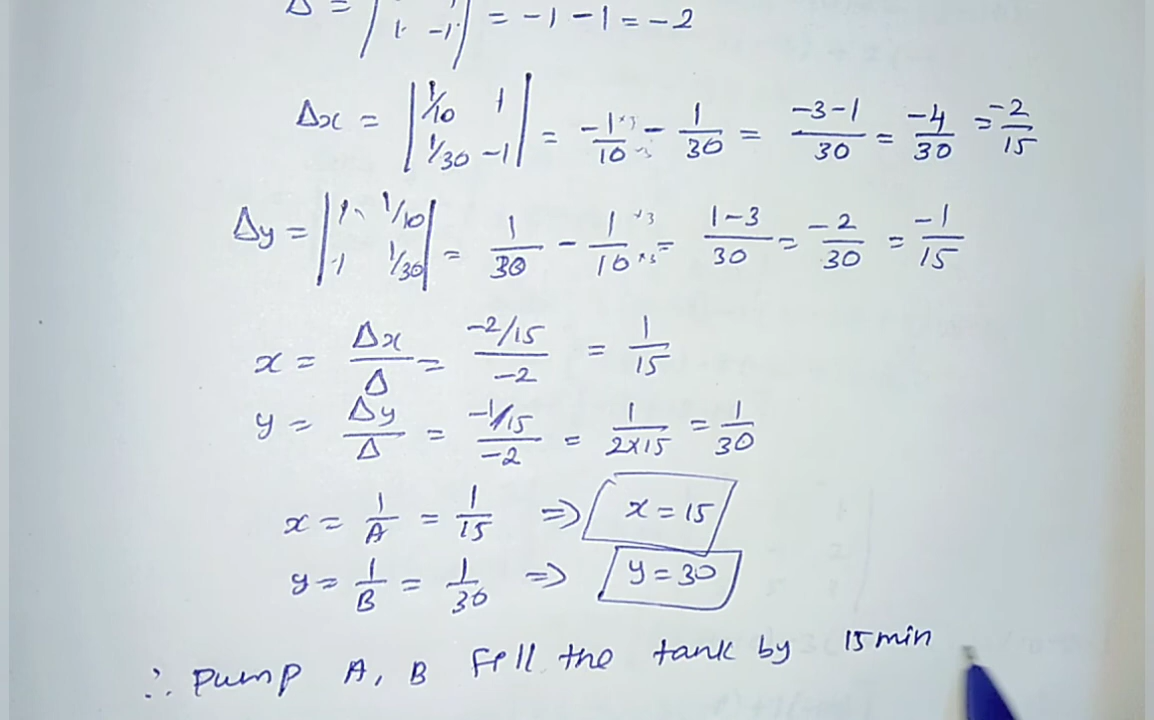 Δ = |1 1; 1 -1| = -1 -1 = -2
Δx = |1/10 1; 1/30 -1| = -1/10 ×3 ×3 - 1/30 = -3-1/30 = -4/30 = -2/15
Δy = |1 1/10; 1 1/30| = 1/30 - 1/10 ×3 ×3 = 1-3/30 = -2/30 = -1/15
x = Δx/Δ = -2/15/-2 = 1/15
y = Δy/Δ = -1/15/-2 = 1/2×15 = 1/30
x = 1/A = 1/15 ⇒ x = 15
y = 1/B = 1/30 ⇒ y = 30
∴ Pump A, B fill the tank by 15 min